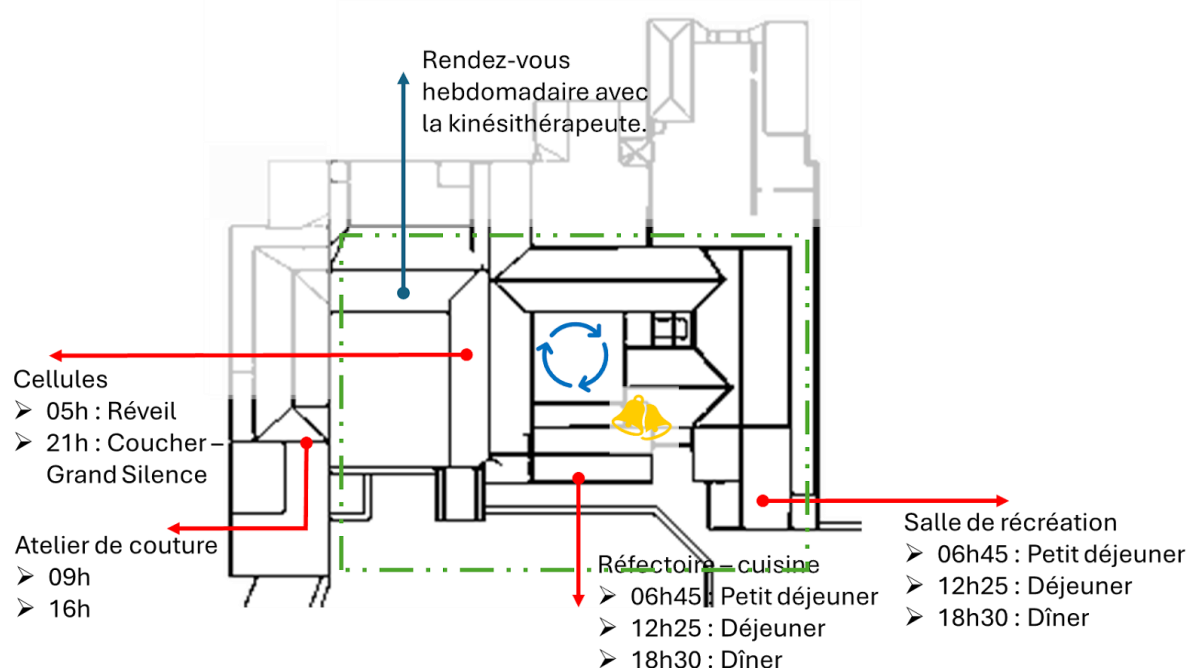 Rendez-vous
hebdomadaire avec
la kinésithérapeute.
Cellules
➢ 05h : Réveil
➢ 21h : Coucher –
Grand Silence
Atelier de couture
➢ 09h
➢ 16h
Réfectoire – cuisine
➢ 06h45 : Petit déjeuner
➢ 12h25 : Déjeuner
➢ 18h30 : Dîner
Salle de récréation
➢ 06h45 : Petit déjeuner
➢ 12h25 : Déjeuner
➢ 18h30 : Dîner